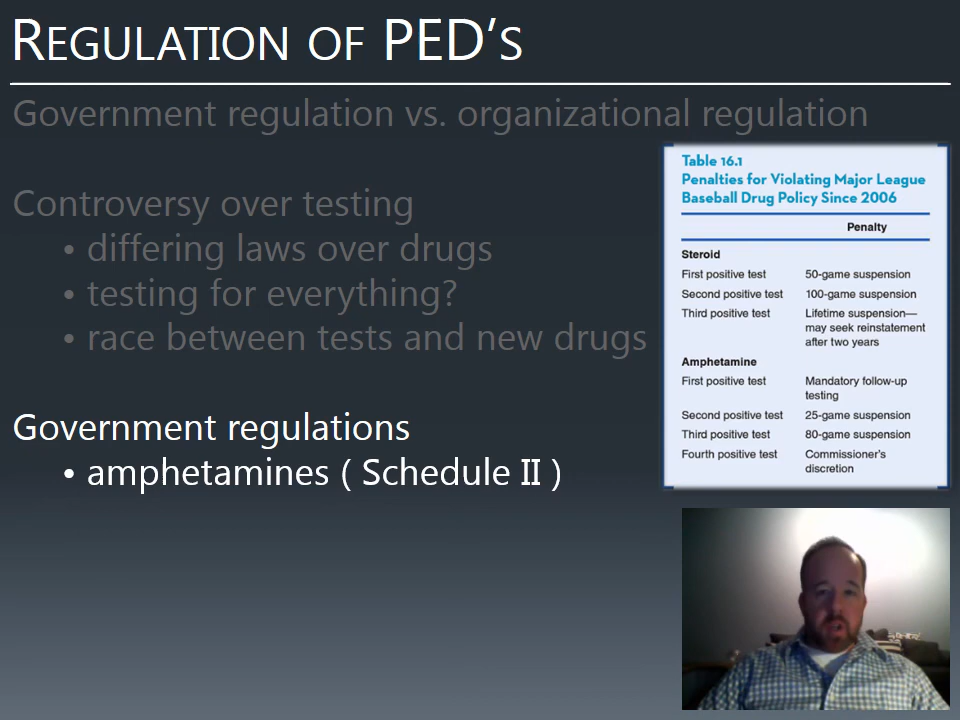 REGULATION OF PED'S
Government regulation vs. organizational regulation
Controversy over testing
• differing laws over drugs
• testing for everything?
• race between tests and new drugs
Government regulations
• amphetamines ( Schedule II )
Table 16.1
Penalties for Violating Major League
Baseball Drug Policy Since 2006
Penalty
Steroid
First positive test 50-game suspension
Second positive test 100-game suspension
Third positive test Lifetime suspension—
may seek reinstatement
after two years
Amphetamine
First positive test Mandatory follow-up
testing
Second positive test 25-game suspension
Third positive test 80-game suspension
Fourth positive test Commissioner's
discretion